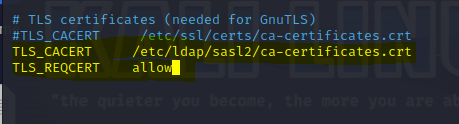 # TLS certificates (needed for GnuTLS)
#TLS_CACERT /etc/ssl/certs/ca-certificates.crt
TLS_CACERT /etc/ldap/sasl2/ca-certificates.crt
TLS_REQCERT allow
"the quieter you become, the more you are ab